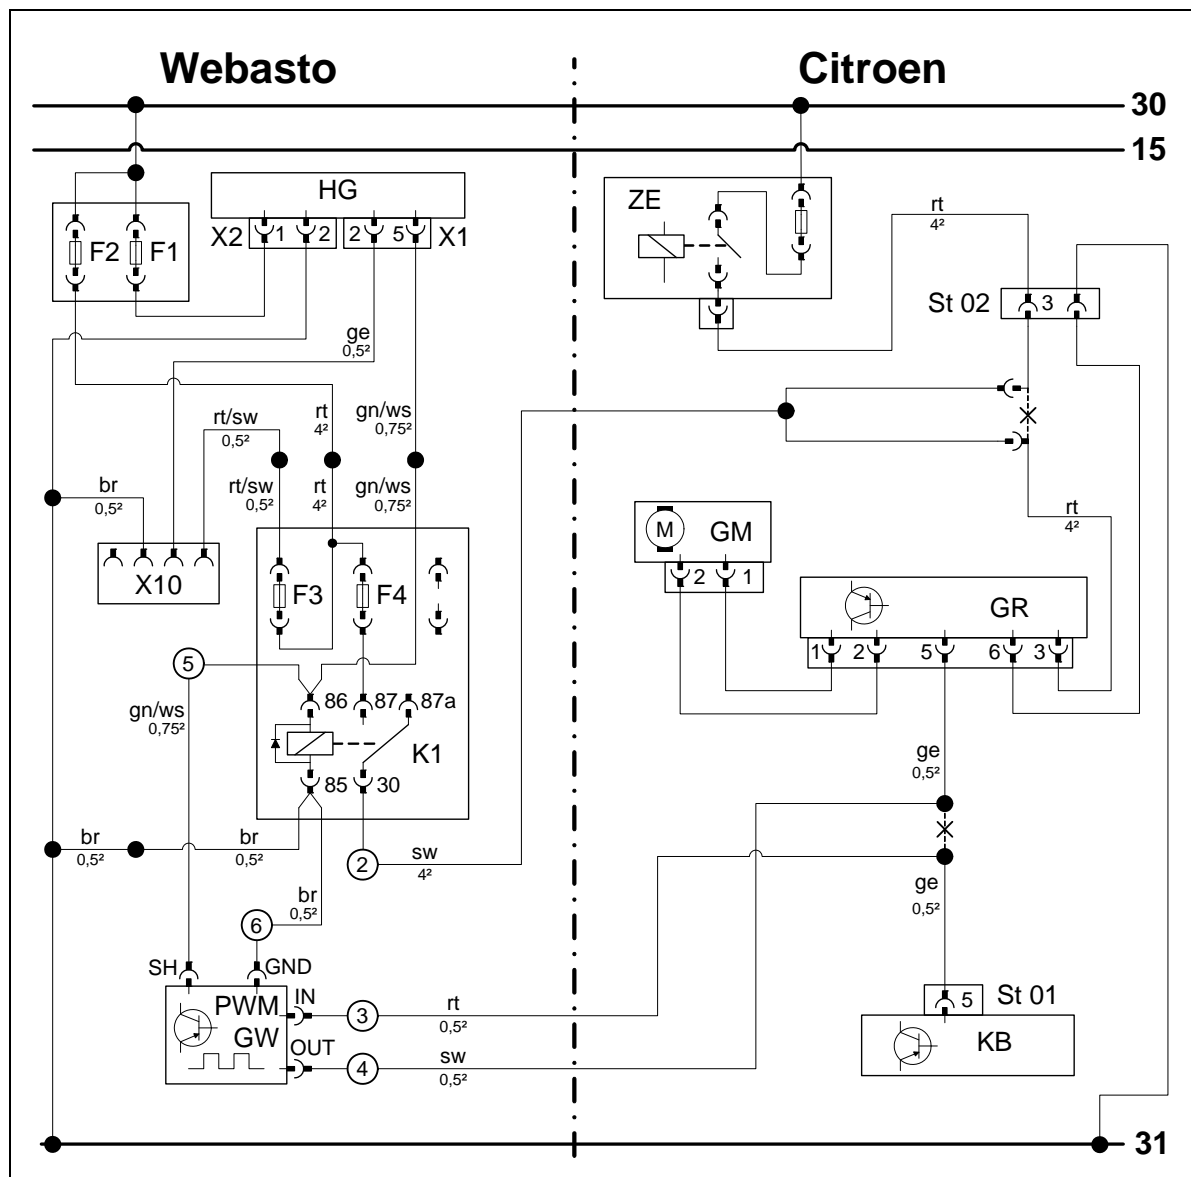 Webasto
Citroen
30
15
HG
X2
1
2
2
5
X1
F2
F1
ZE
rt
4²
St 02
3
ge
0,5²
rt/sw
0,5²
rt
4²
gn/ws
0,75²
rt/sw
0,5²
rt
4²
gn/ws
0,75²
br
0,5²
X10
F3
F4
rt
4²
M
GM
2
1
GR
1
2
5
6
3
5
gn/ws
0,75²
86
87
87a
K1
85
30
ge
0,5²
br
0,5²
br
0,5²
2
sw
4²
ge
0,5²
br
0,5²
6
SH
GND
PWM
GW
IN
OUT
3
rt
0,5²
4
sw
0,5²
5
St 01
KB
31